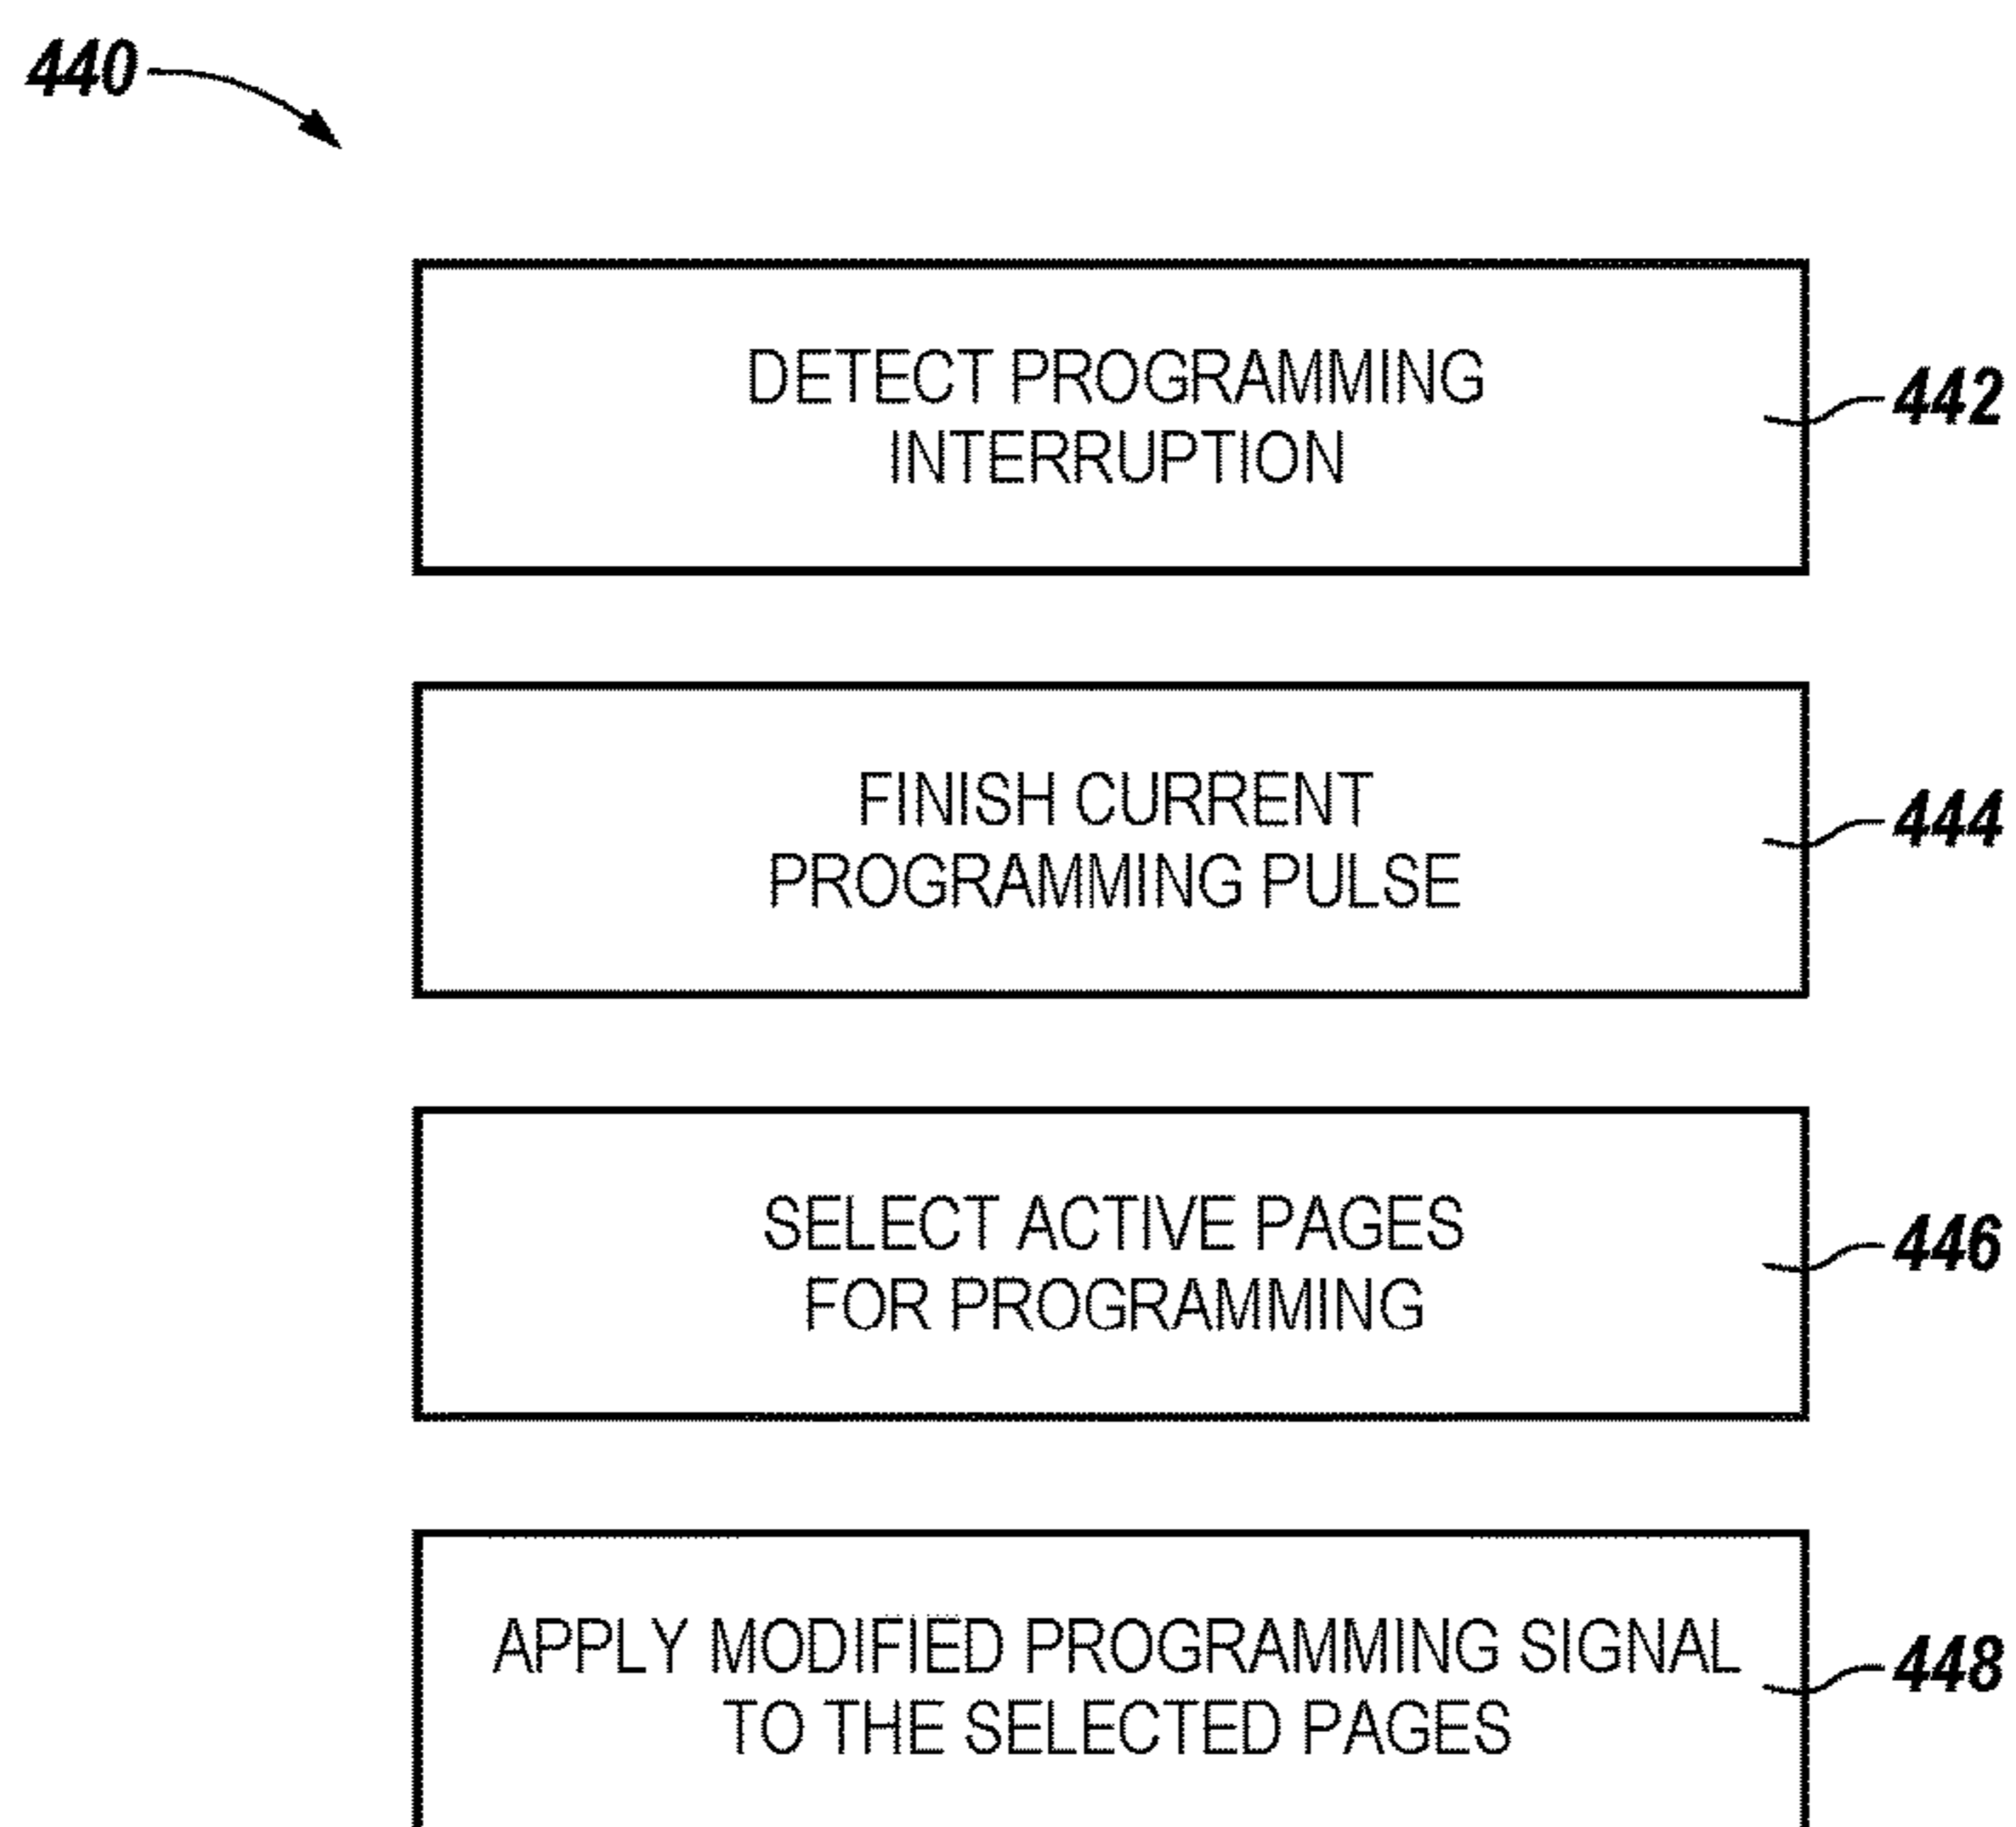 440
DETECT PROGRAMMING
INTERRUPTION
442
FINISH CURRENT
PROGRAMMING PULSE
444
SELECT ACTIVE PAGES
FOR PROGRAMMING
446
APPLY MODIFIED PROGRAMMING SIGNAL
TO THE SELECTED PAGES
448